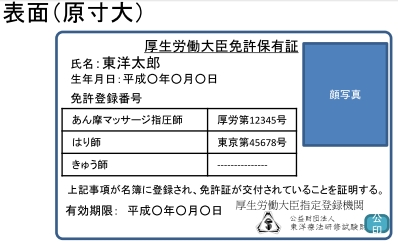 表面(原寸大)
厚生労働大臣免許保有証
氏名:東洋太郎
生年月日:平成〇年〇月〇日
免許登録番号
顔写真
あん摩マッサージ指圧師 厚労第12345号
はり師 東京第45678号
きゅう師 ---------------
上記事項が名簿に登録され、免許証が交付されていることを証明する。
有効期限: 平成〇年〇月〇日
厚生労働大臣指定登録機関
公益財団法人
東洋療法研修試験財
公印